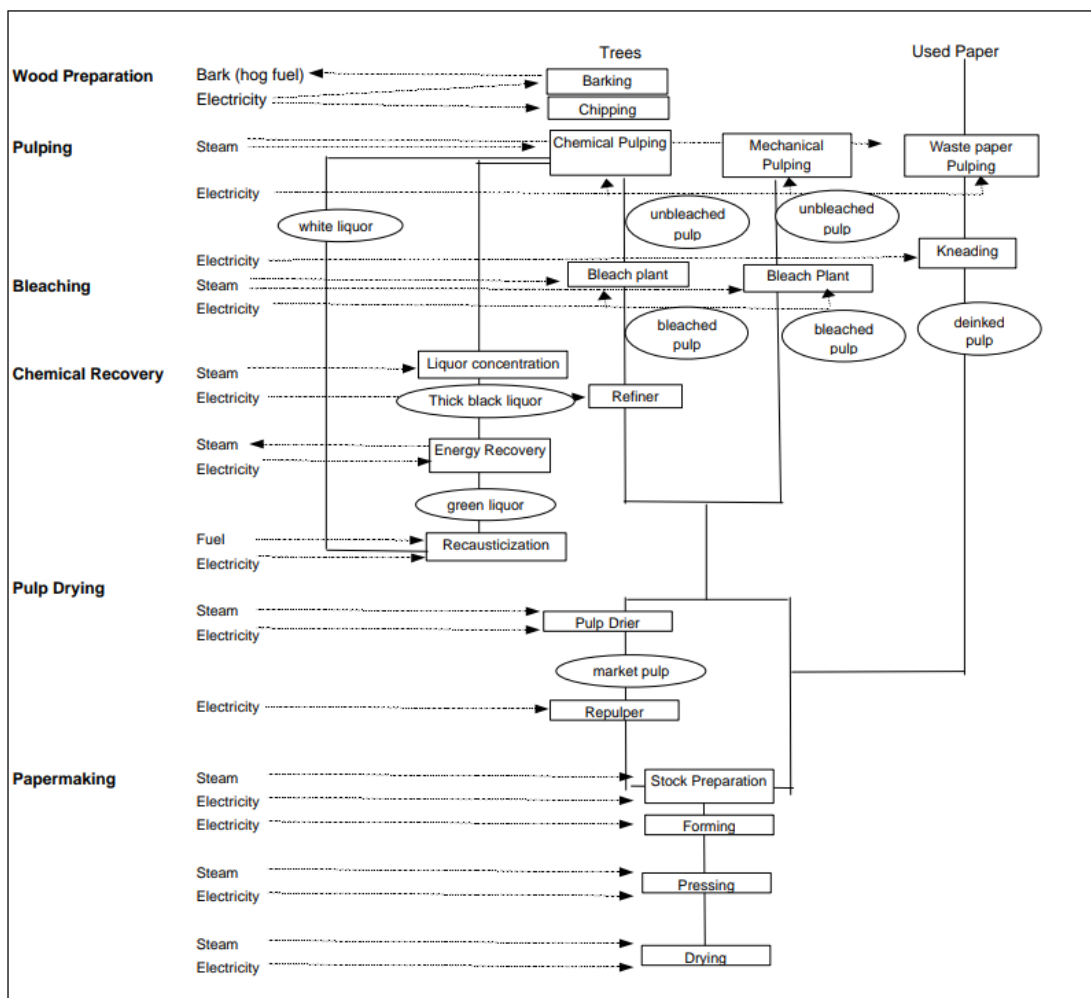 Trees
Used Paper
Wood Preparation
Bark (hog fuel)
Barking
Electricity
Chipping
Pulping
Steam
Chemical Pulping
Mechanical
Pulping
Waste paper
Pulping
Electricity
unbleached
pulp
unbleached
pulp
white liquor
Electricity
Kneading
Bleaching
Steam
Bleach plant
Bleach Plant
Electricity
bleached
pulp
bleached
pulp
deinked
pulp
Chemical Recovery
Steam
Liquor concentration
Electricity
Thick black liquor
Refiner
Steam
Energy Recovery
Electricity
green liquor
Fuel
Recausticization
Electricity
Pulp Drying
Steam
Pulp Drier
Electricity
market pulp
Electricity
Repulper
Papermaking
Steam
Stock Preparation
Electricity
Electricity
Forming
Steam
Pressing
Electricity
Steam
Drying
Electricity